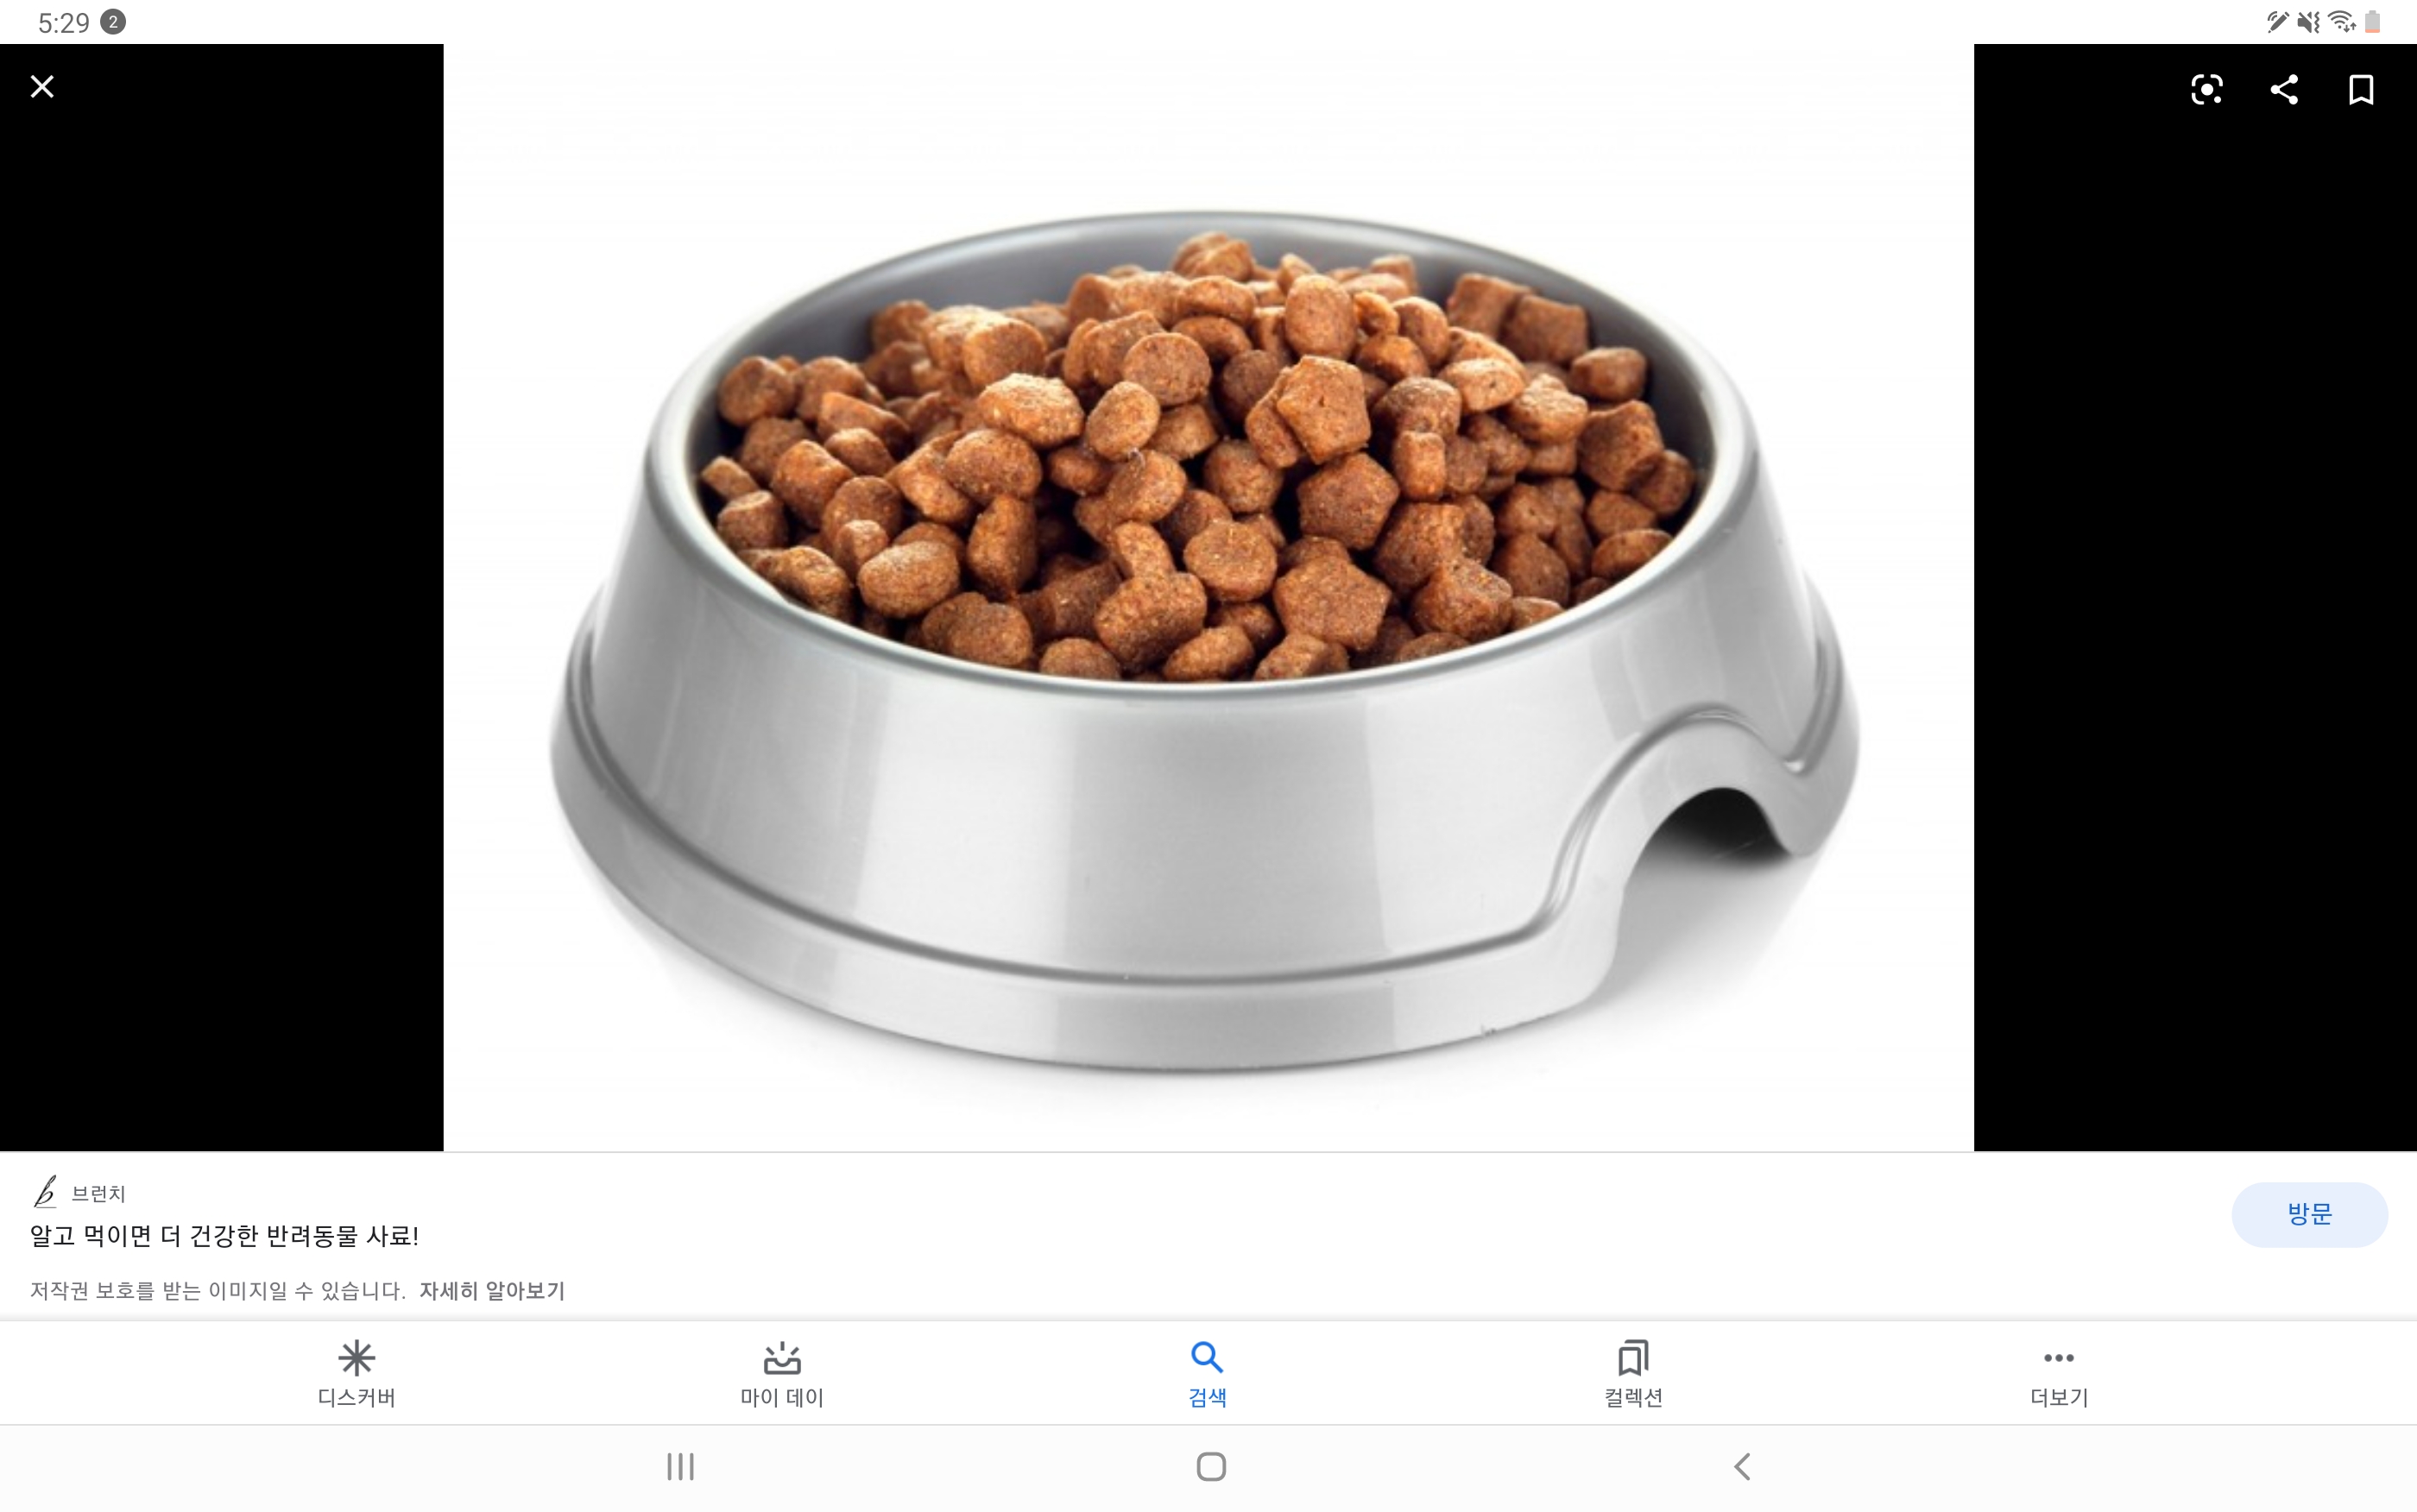 5:29 2
브런치
알고 먹이면 더 건강한 반려동물 사료!
방문
저작권 보호를 받는 이미지일 수 있습니다. 자세히 알아보기
디스커버 마이 데이 검색 컬렉션 더보기